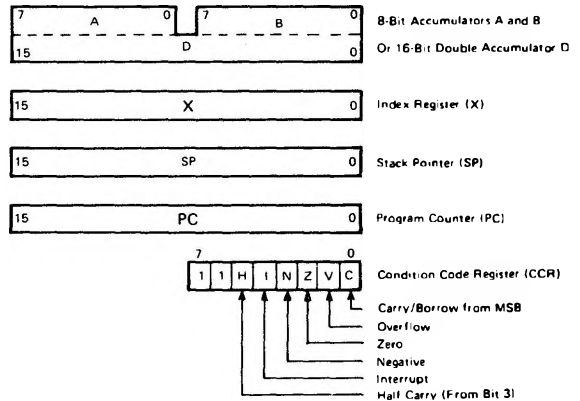 7 A 0 7 B 0 8-Bit Accumulators A and B
15 D 0 Or 16-Bit Double Accumulator D
15 X 0 Index Register (X)
15 SP 0 Stack Pointer (SP)
15 PC 0 Program Counter (PC)
7 0
1 1 H I N Z V C Condition Code Register (CCR)
Carry/Borrow from MSB
Overflow
Zero
Negative
Interrupt
Half Carry (From Bit 3)